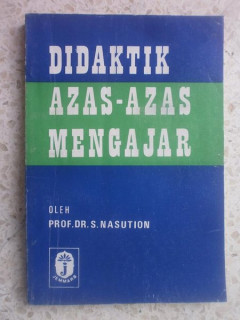 DIDAKTIK
AZAS-AZAS
MENGAJAR
OLEH
PROF.DR.S.NASUTION
j
JEMMARS